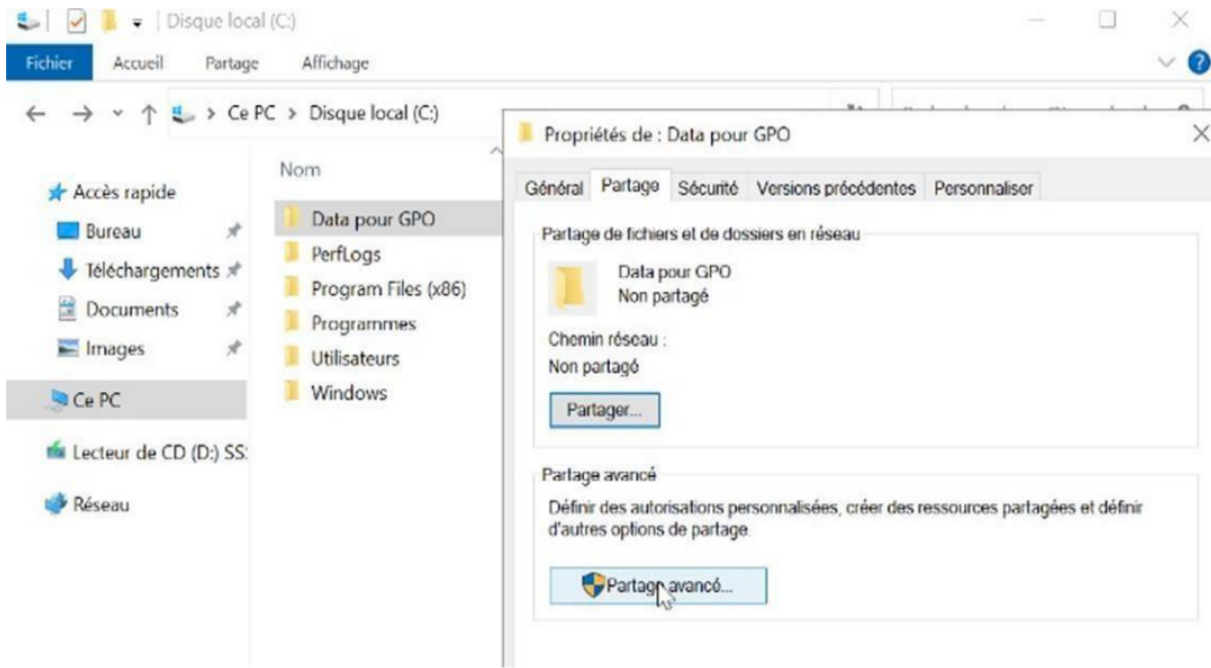 Disque local (C:)
Fichier Accueil Partage Affichage
Ce PC > Disque local (C:)
Nom
Accès rapide
Bureau
Téléchargements
Documents
Images
Ce PC
Lecteur de CD (D:) SS
Réseau
Data pour GPO
PerfLogs
Program Files (x86)
Programmes
Utilisateurs
Windows
Propriétés de : Data pour GPO
Général Partage Sécurité Versions précédentes Personnaliser
Partage de fichiers et de dossiers en réseau
Data pour GPO
Non partagé
Chemin réseau :
Non partagé
Partager...
Partage avancé
Définir des autorisations personnalisées, créer des ressources partagées et définir
d'autres options de partage.
Partage avancé...